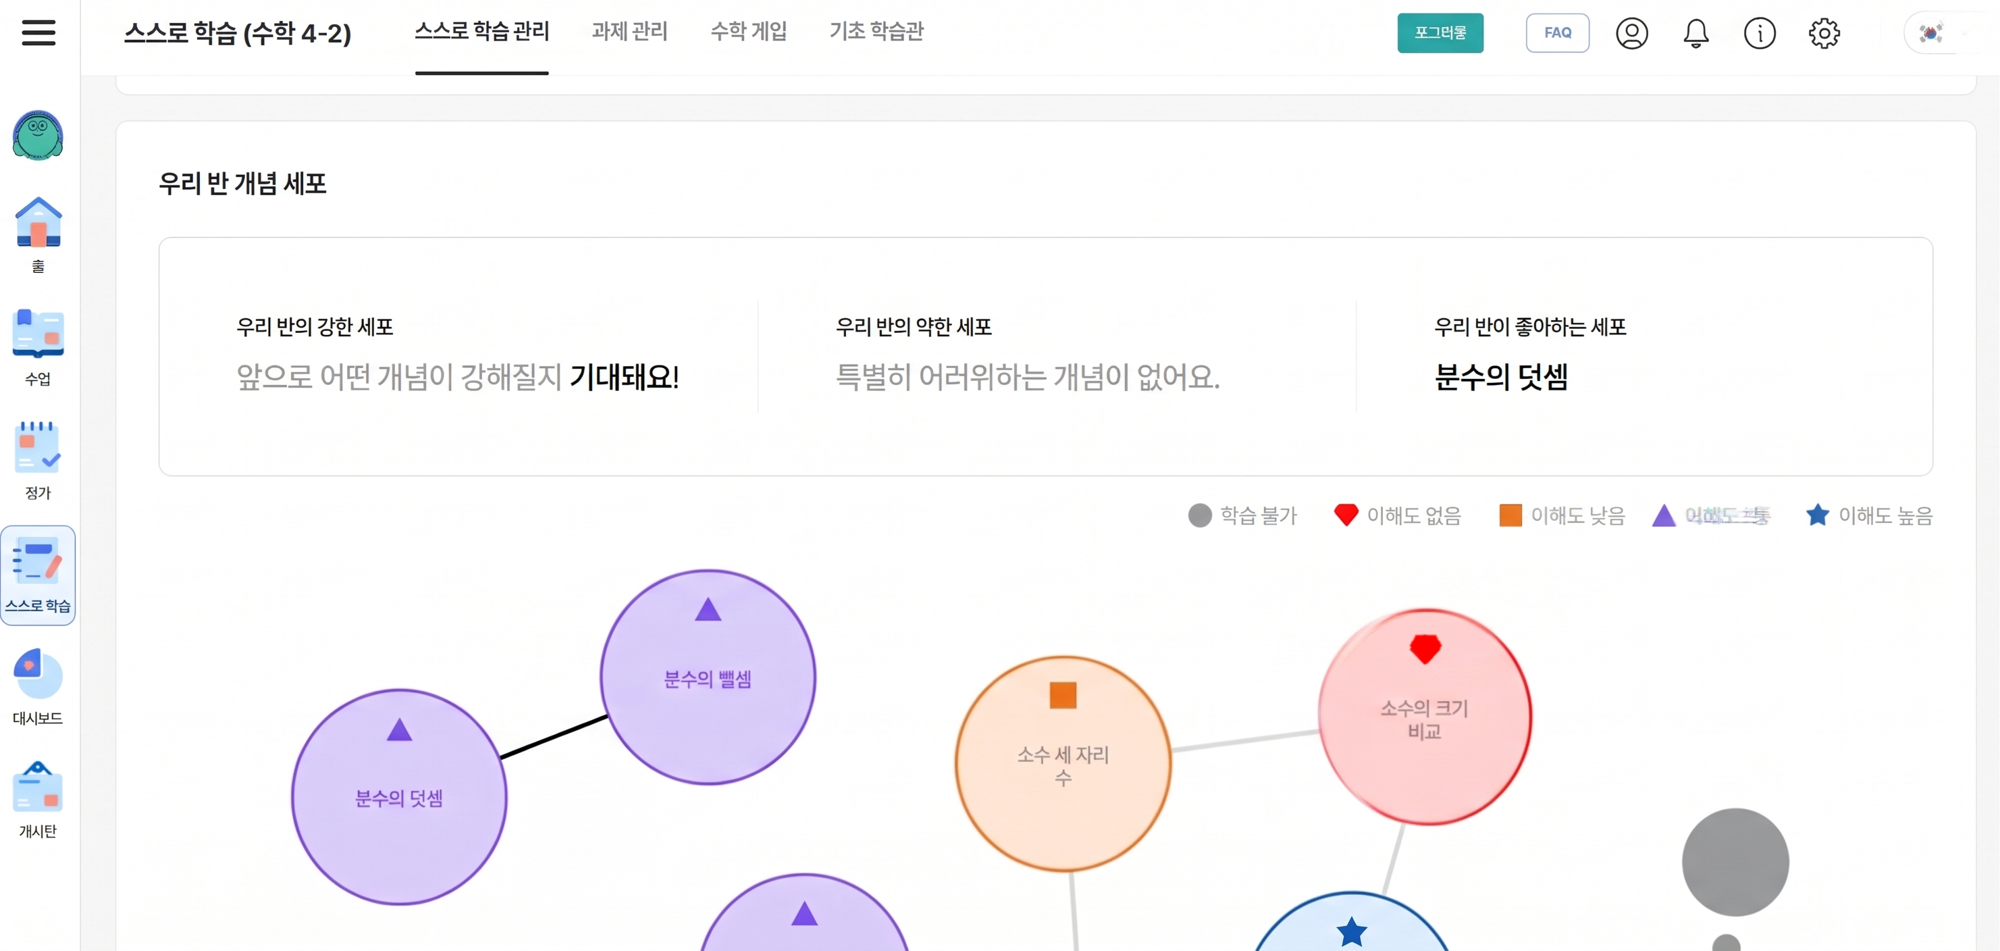 스스로 학습 (수학 4-2)
스스로 학습 관리
과제 관리
수학 게임
기초 학습관
포그러롷
FAQ
홀
수업
정가
스스로 학습
대시보드
개시탄
우리 반 개념 세포
우리 반의 강한 세포
앞으로 어떤 개념이 강해질지 기대돼요!
우리 반의 약한 세포
특별히 어러위하는 개념이 없어요.
우리 반이 좋아하는 세포
분수의 덧셈
학습 불가
이해도 없음
이해도 낮음
이해도 높음
분수의 뺄셈
분수의 덧셈
소수 세 자리
수
소수의 크기
비교